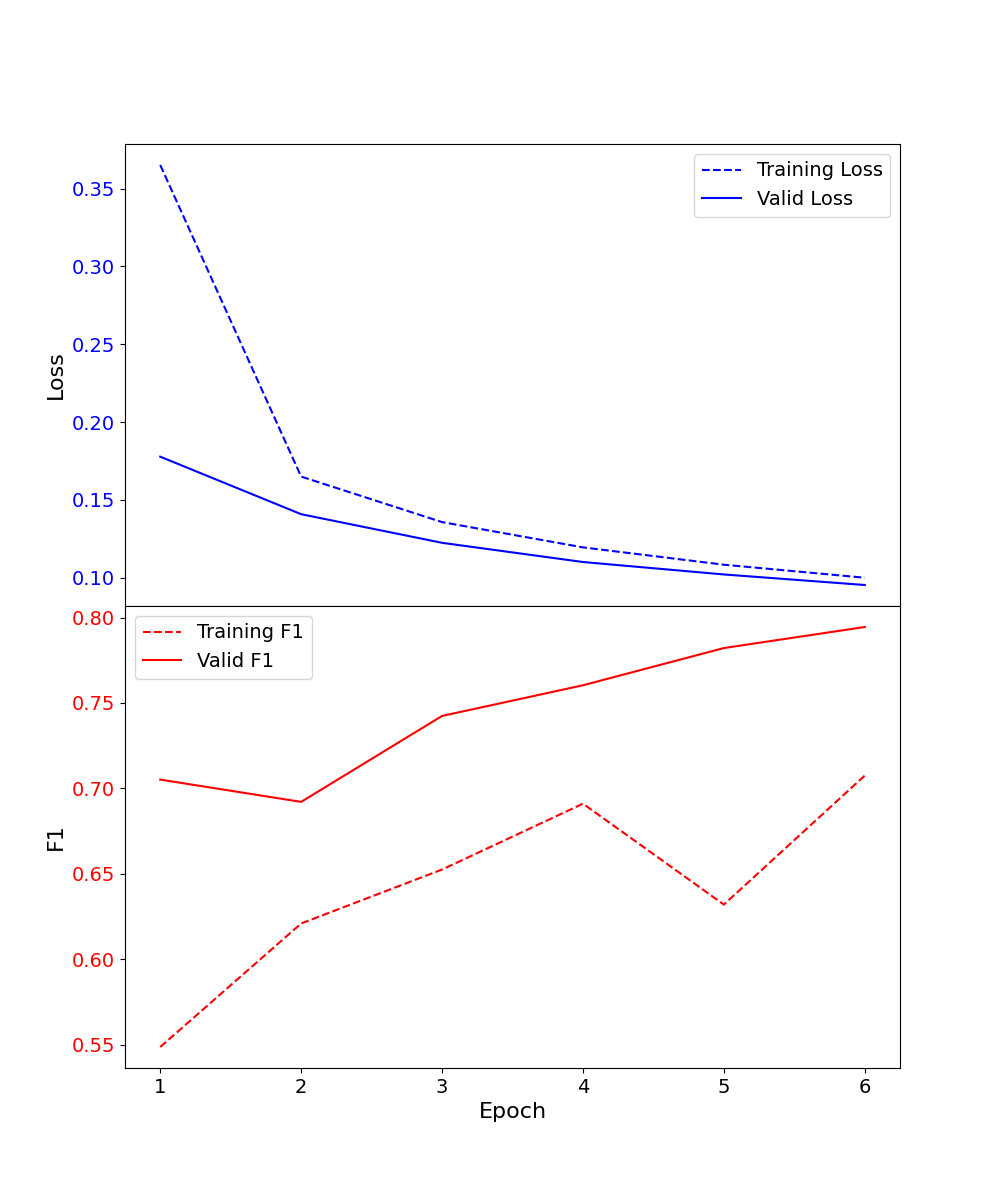 Training Loss
Valid Loss
0.35
0.30
0.25
0.20
0.15
0.10
Loss
Training F1
Valid F1
0.80
0.75
0.70
0.65
0.60
0.55
F1
1 2 3 4 5 6
Epoch